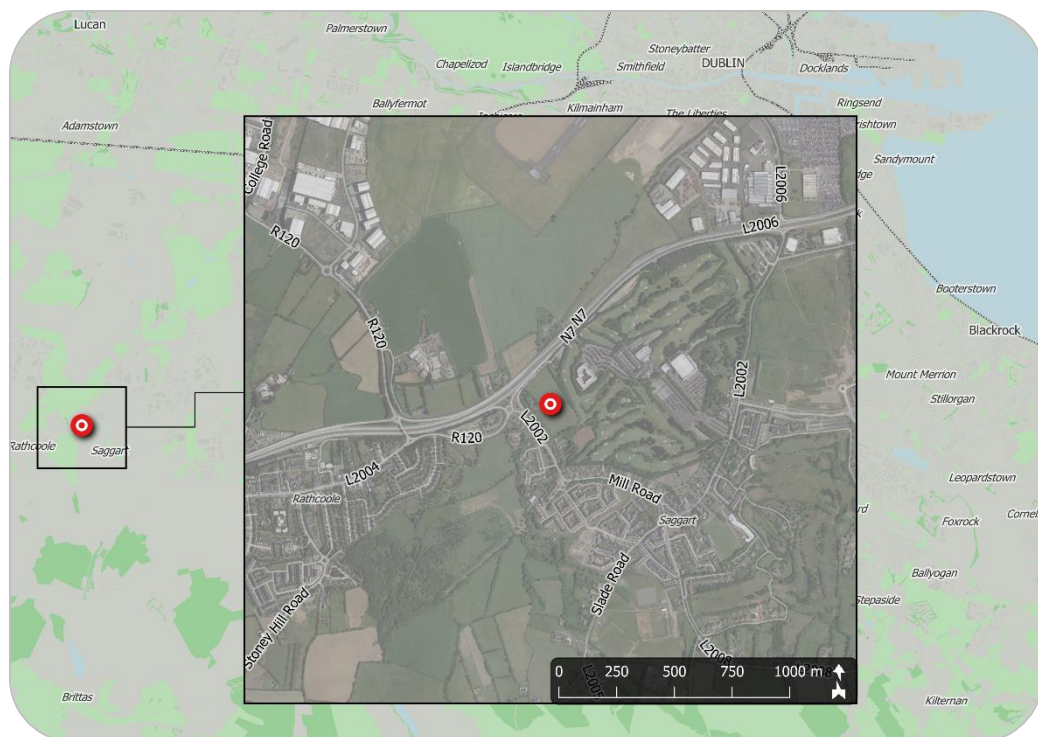 Lucan
Palmerstown
Stoneybatter
Chapelizod
Islandbridge
Smithfield
DUBLIN
Docklands
Ballyfermot
Kilmainham
The Liberties
Ringsend
Adamstown
Sandymount
College Road
L2006
R120
L2006
N7 N7
Booterstown
Blackrock
R120
L2002
Mount Merrion
Stillorgan
Rathcoole
Saggart
L2002
R120
L2004
Rathcoole
Mill Road
Saggart
Leopardstown
Foxrock
Slade Road
Ballyogan
Stepaside
Stoney Hill Road
0 250 500 750 1000 m
L2005
Brittas
Kilternan